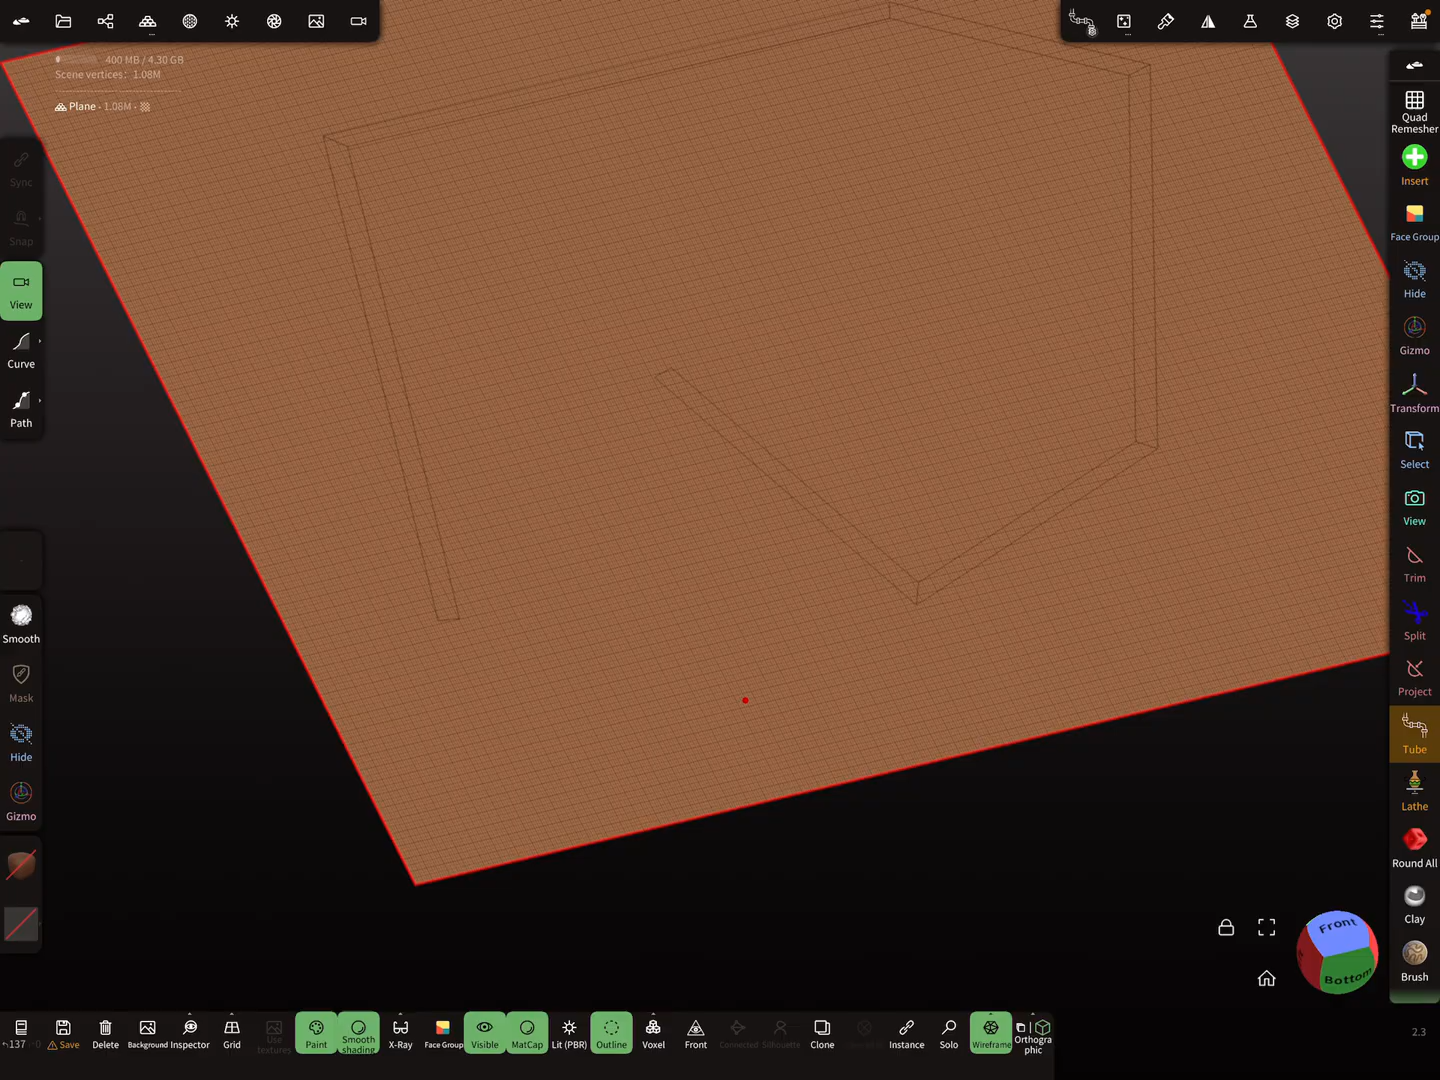 400 MB / 4.30 GB
Scene vertices: 1.08M
Plane · 1.08M ·
Sync
Snap
View
Curve
Path
Smooth
Mask
Hide
Gizmo
Quad
Remesher
Insert
Face Group
Hide
Gizmo
Transform
Select
View
Trim
Split
Project
Tube
Lathe
Round All
Clay
Brush
Front
Bottom
137
0
Save
Delete
Background
Inspector
Grid
Use
textures
Paint
Smooth
shading
X-Ray
Face Group
Visible
MatCap
Lit (PBR)
Outline
Voxel
Front
Connected
Silhouette
Clone
Instance
Solo
Wireframe
Orthogra
phic
2.3